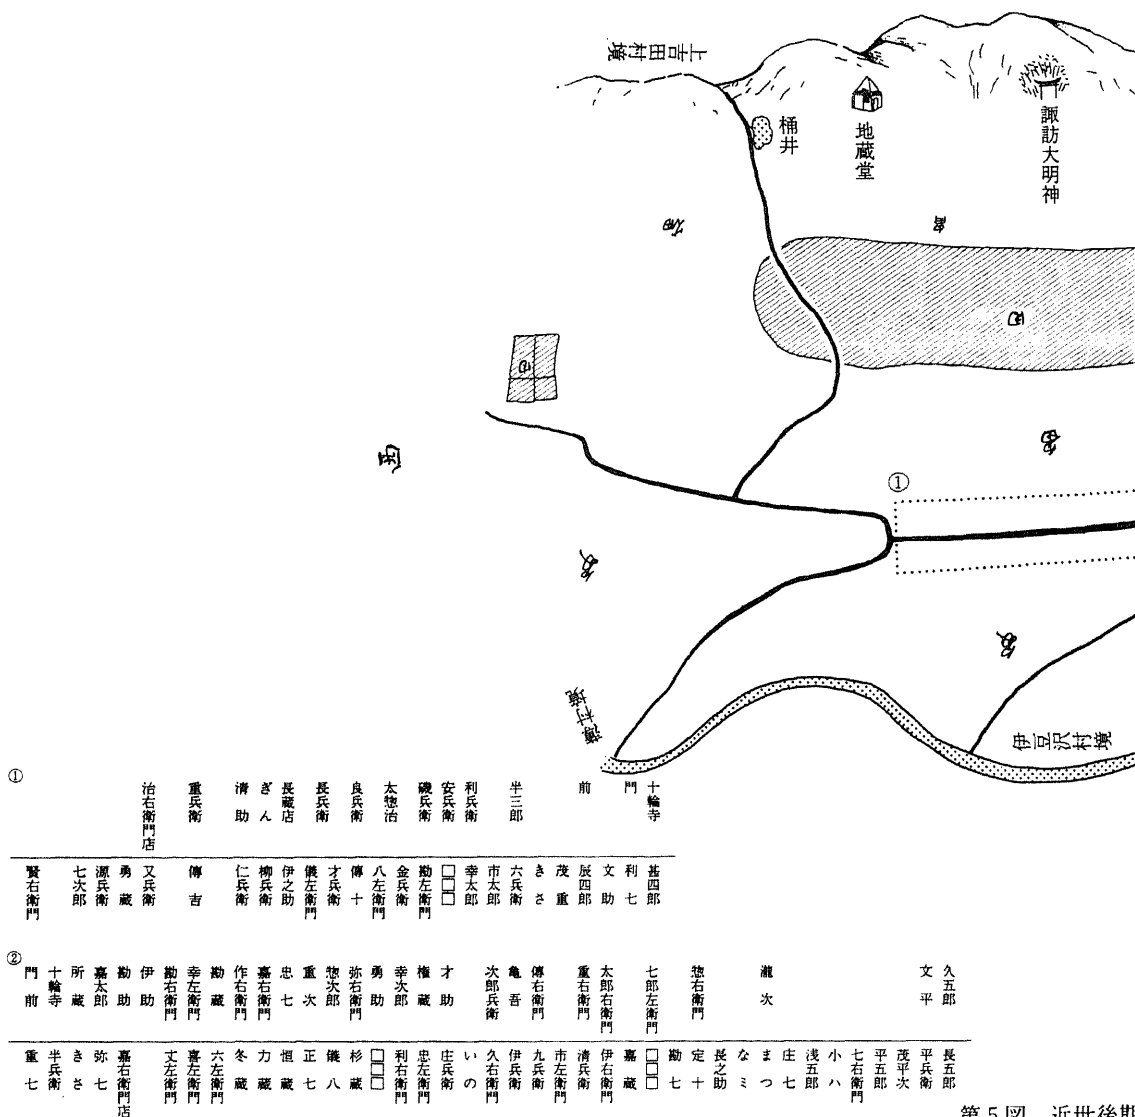 上吉田村境
桶井
地蔵堂
諏訪大明神
畑
畠
田
田
西
①
畠
畠
畠
薄村境
伊豆沢村境
①
十輪寺
門
前
半三郎
利兵衛
安兵衛
磯兵衛
太惣治
良兵衛
長兵衛
長蔵店
ぎん
清助
重兵衛
治右衛門店
甚四郎
利七
文助
辰四郎
茂重
きさ
六兵衛
市太郎
幸太郎
□□□
勘左衛門
金兵衛
八左衛門
傳十
才兵衛
儀左衛門
伊之助
柳兵衛
仁兵衛
傳吉
又兵衛
勇蔵
源兵衛
七次郎
賢右衛門
②
久五郎
文平
瀧次
惣右衛門
七郎左衛門
太郎右衛門
重右衛門
傳右衛門
亀吾
次郎兵衛
才助
権蔵
幸次郎
勇助
弥右衛門
惣次郎
重次
忠七
嘉右衛門
作右衛門
勘蔵
幸左衛門
勘右衛門
伊助
勘助
嘉太郎
所蔵
十輪寺
門前
長五郎
平兵衛
茂平次
平五郎
七右衛門
小ハ
浅五郎
庄七
まつ
なミ
長之助
定十
勘七
□□□
嘉蔵
伊右衛門
清兵衛
市左衛門
九兵衛
伊兵衛
久右衛門
いの
庄兵衛
忠左衛門
利右衛門
□□□
杉蔵
儀八
正七
恒蔵
力蔵
冬蔵
六左衛門
喜左衛門
丈左衛門
嘉右衛門店
弥七
きさ
半兵衛
重七
第5図 近世後期